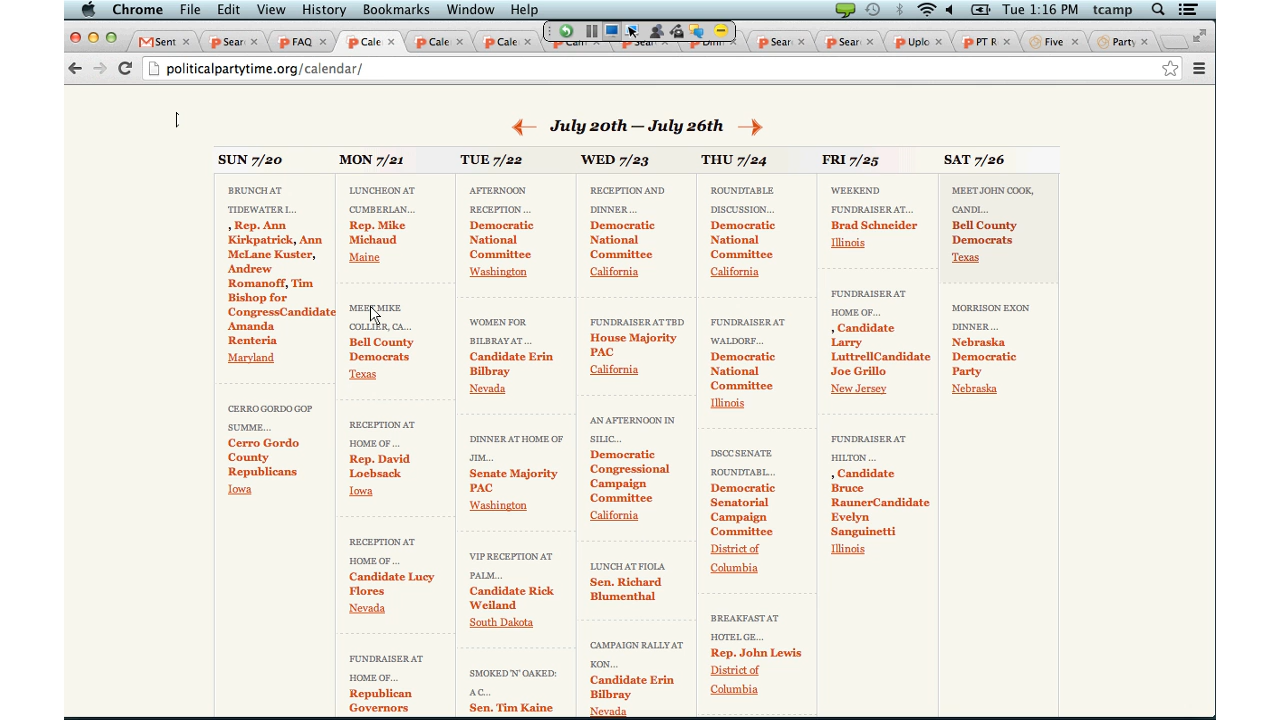 Chrome File Edit View History Bookmarks Window Help Tue 1:16 PM tcamp
Sent Sear FAQ Cale Cale Cale Sear Sear Uplo PT R Five Party
politicalpartytime.org/calendar/
July 20th — July 26th
SUN 7/20 MON 7/21 TUE 7/22 WED 7/23 THU 7/24 FRI 7/25 SAT 7/26
BRUNCH AT
TIDEWATER I...
, Rep. Ann
Kirkpatrick, Ann
McLane Kuster,
Andrew
Romanoff, Tim
Bishop for
CongressCandidate
Amanda
Renteria
Maryland
CERRO GORDO GOP
SUMME...
Cerro Gordo
County
Republicans
Iowa
LUNCHEON AT
CUMBERLAN...
Rep. Mike
Michaud
Maine
MEET MIKE
COLLIER, CA...
Bell County
Democrats
Texas
RECEPTION AT
HOME OF ...
Rep. David
Loebsack
Iowa
RECEPTION AT
HOME OF ...
Candidate Lucy
Flores
Nevada
FUNDRAISER AT
HOME OF...
Republican
Governors
AFTERNOON
RECEPTION ...
Democratic
National
Committee
Washington
WOMEN FOR
BILBRAY AT ...
Candidate Erin
Bilbray
Nevada
DINNER AT HOME OF
JIM...
Senate Majority
PAC
Washington
VIP RECEPTION AT
PALM...
Candidate Rick
Weiland
South Dakota
SMOKED 'N' OAKED:
A C...
Sen. Tim Kaine
RECEPTION AND
DINNER ...
Democratic
National
Committee
California
FUNDRAISER AT TBD
House Majority
PAC
California
AN AFTERNOON IN
SILIC...
Democratic
Congressional
Campaign
Committee
California
LUNCH AT FIOLA
Sen. Richard
Blumenthal
CAMPAIGN RALLY AT
KON...
Candidate Erin
Bilbray
Nevada
ROUNDTABLE
DISCUSSION...
Democratic
National
Committee
California
FUNDRAISER AT
WALDORF...
Democratic
National
Committee
Illinois
DSCC SENATE
ROUNDTABL...
Democratic
Senatorial
Campaign
Committee
District of
Columbia
BREAKFAST AT
HOTEL GE...
Rep. John Lewis
District of
Columbia
WEEKEND
FUNDRAISER AT...
Brad Schneider
Illinois
FUNDRAISER AT
HOME OF...
, Candidate
Larry
LuttrellCandidate
Joe Grillo
New Jersey
FUNDRAISER AT
HILTON ...
, Candidate
Bruce
RaunerCandidate
Evelyn
Sanguinetti
Illinois
MEET JOHN COOK,
CANDI...
Bell County
Democrats
Texas
MORRISON EXON
DINNER ...
Nebraska
Democratic
Party
Nebraska